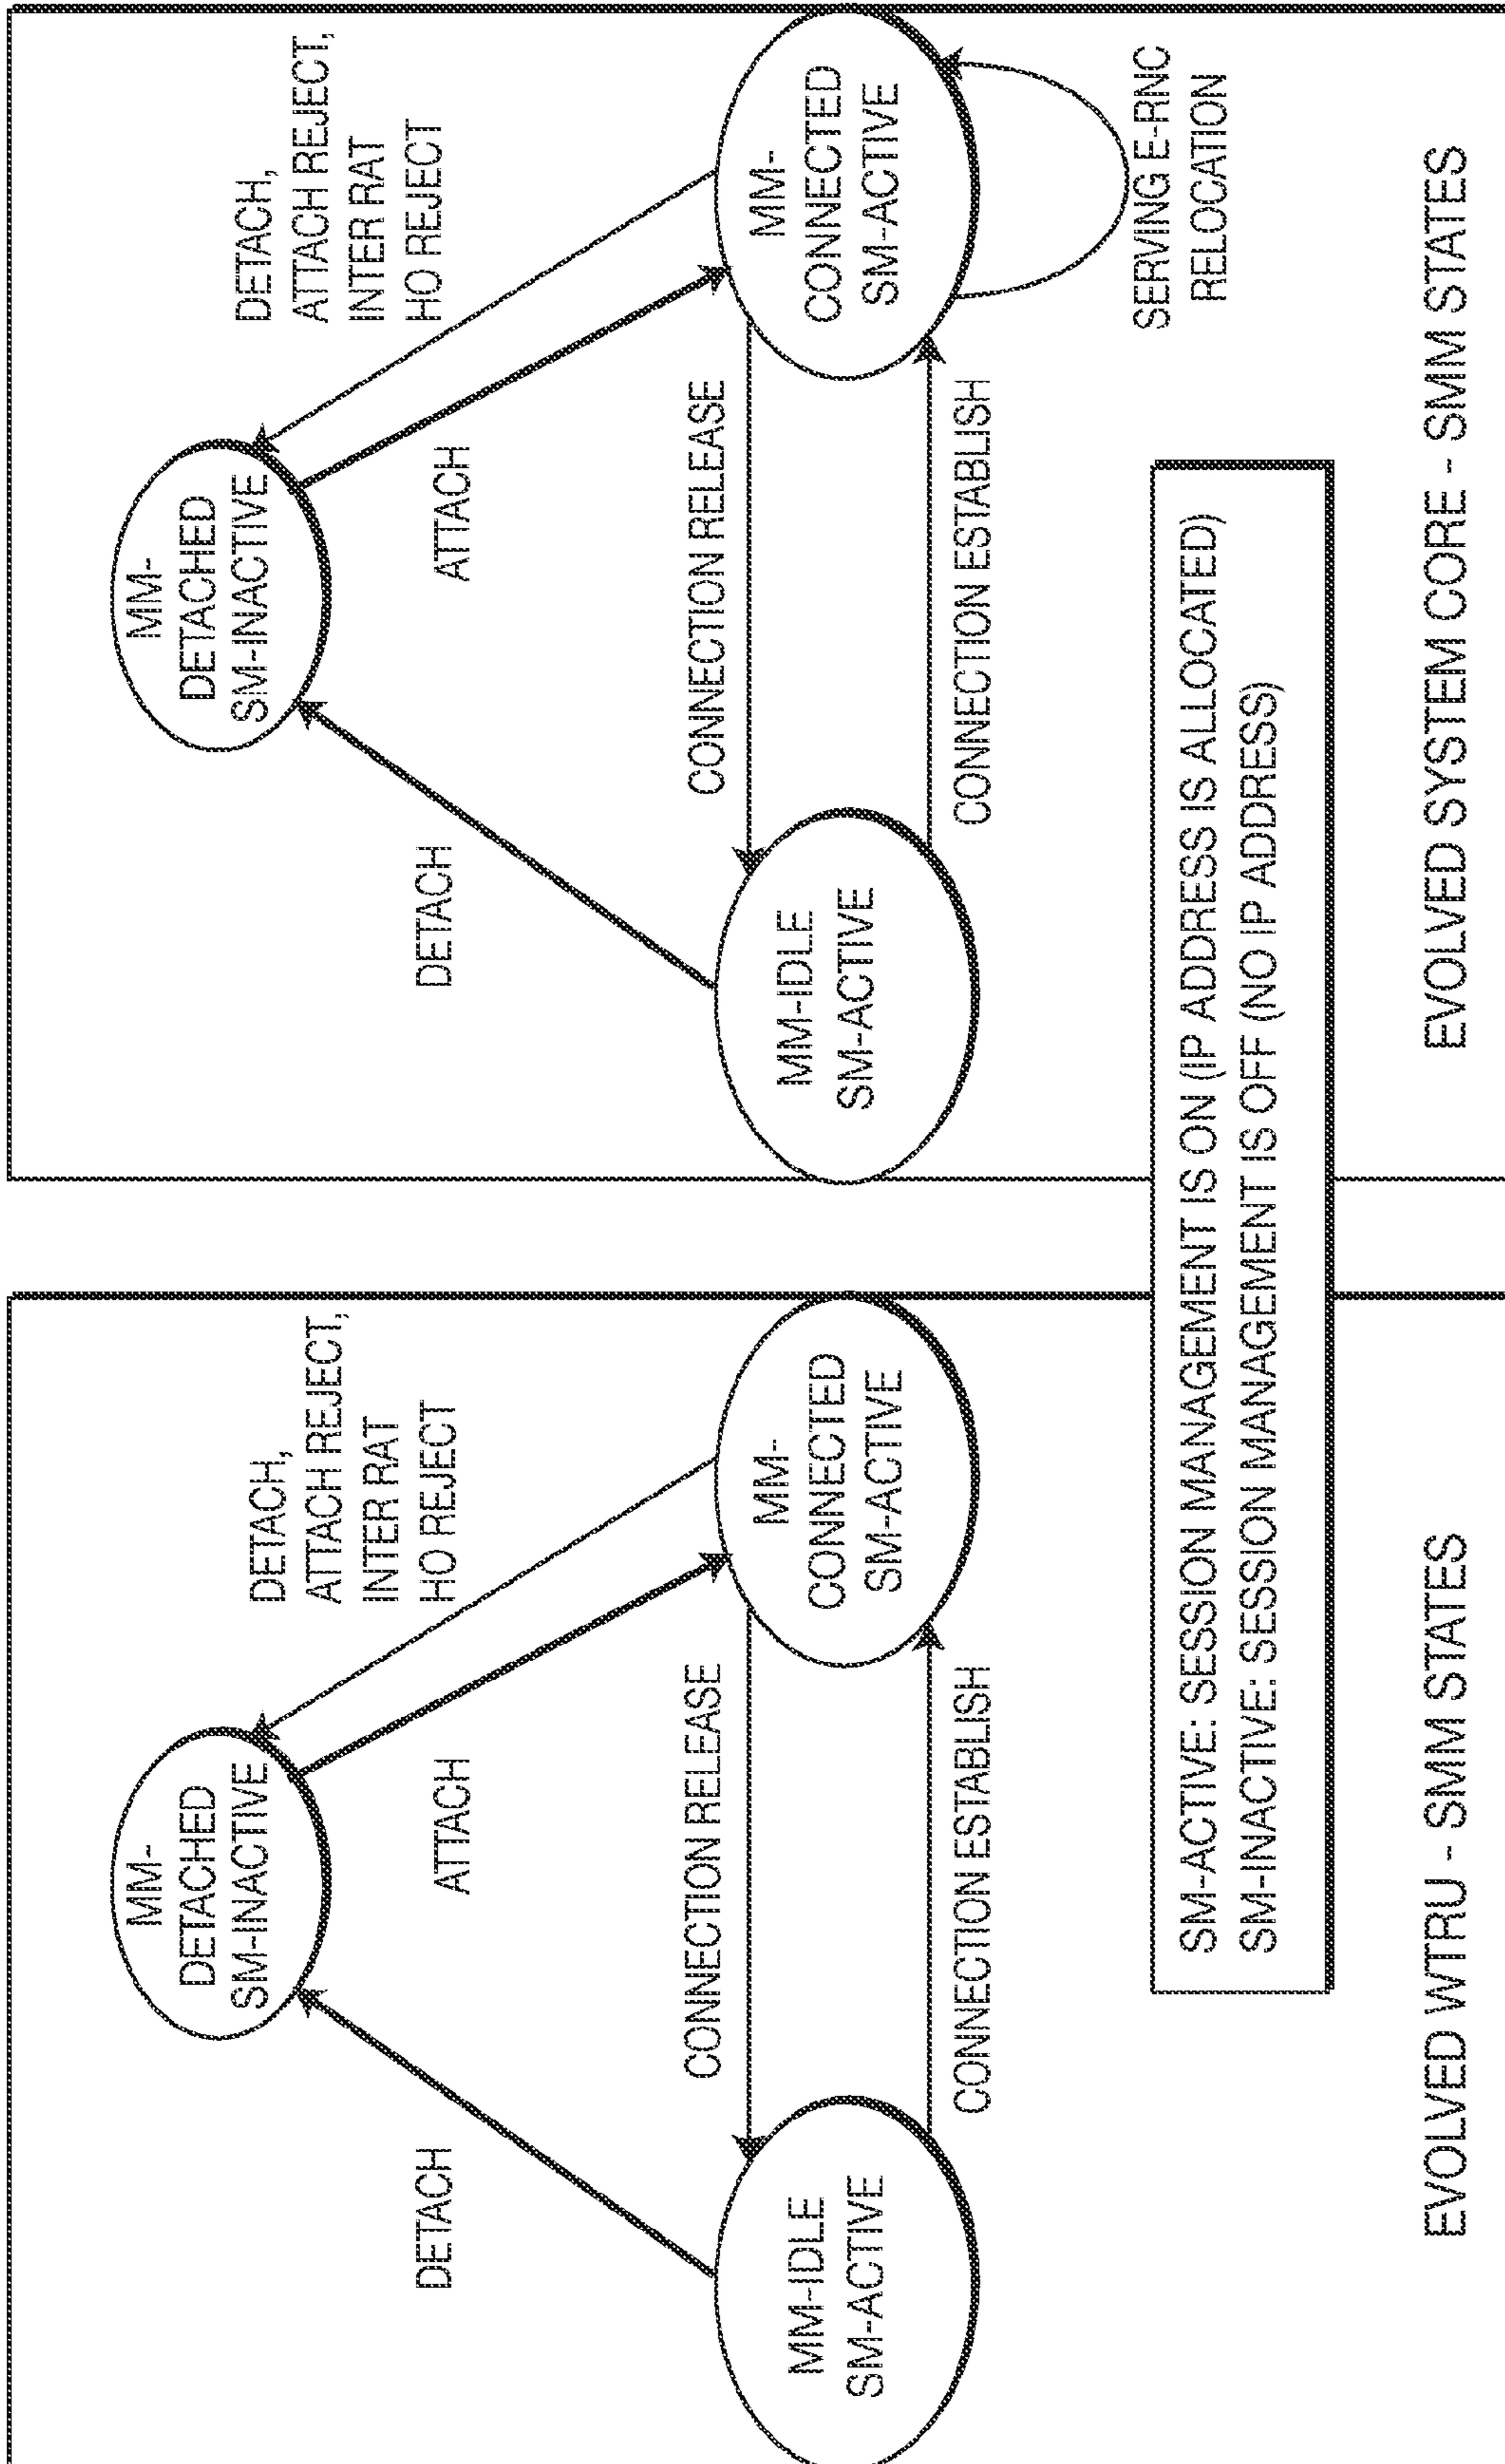 MM-
DETACHED
SM-INACTIVE
DETACH,
ATTACH REJECT,
INTER RAT
HO REJECT
DETACH
ATTACH
CONNECTION RELEASE
MM-IDLE
SM-ACTIVE
MM-
CONNECTED
SM-ACTIVE
CONNECTION ESTABLISH
EVOLVED WTRU - SMM STATES
MM-
DETACHED
SM-INACTIVE
DETACH,
ATTACH REJECT,
INTER RAT
HO REJECT
DETACH
ATTACH
CONNECTION RELEASE
MM-IDLE
SM-ACTIVE
MM-
CONNECTED
SM-ACTIVE
CONNECTION ESTABLISH
SERVING E-RNC
RELOCATION
SM-ACTIVE: SESSION MANAGEMENT IS ON (IP ADDRESS IS ALLOCATED)
SM-INACTIVE: SESSION MANAGEMENT IS OFF (NO IP ADDRESS)
EVOLVED SYSTEM CORE - SMM STATES